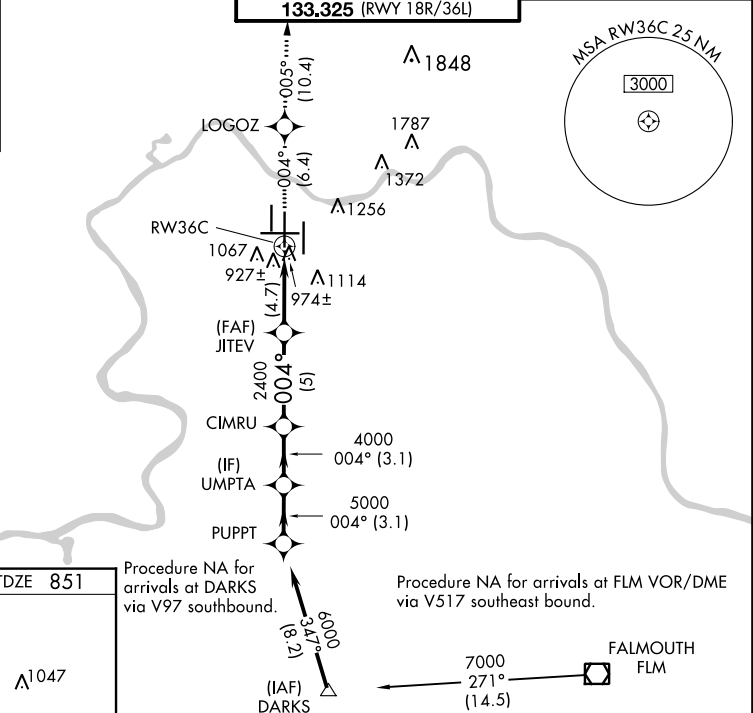 133.325 (RWY 18R/36L)
MSA RW36C 25 NM
3000
005°
(10.4)
1848
LOGOZ
1787
1372
004°
(6.4)
1256
RW36C
1067
927±
974±
1114
(4.7)
(FAF)
JITEV
2400
004°
(5)
CIMRU
4000
004° (3.1)
(IF)
UMPTA
5000
004° (3.1)
PUPPT
TDZE 851
Procedure NA for
arrivals at DARKS
via V97 southbound.
Procedure NA for arrivals at FLM VOR/DME
via V517 southeast bound.
6000
347°
(8.2)
1047
(IAF)
DARKS
7000
271°
(14.5)
FALMOUTH
FLM